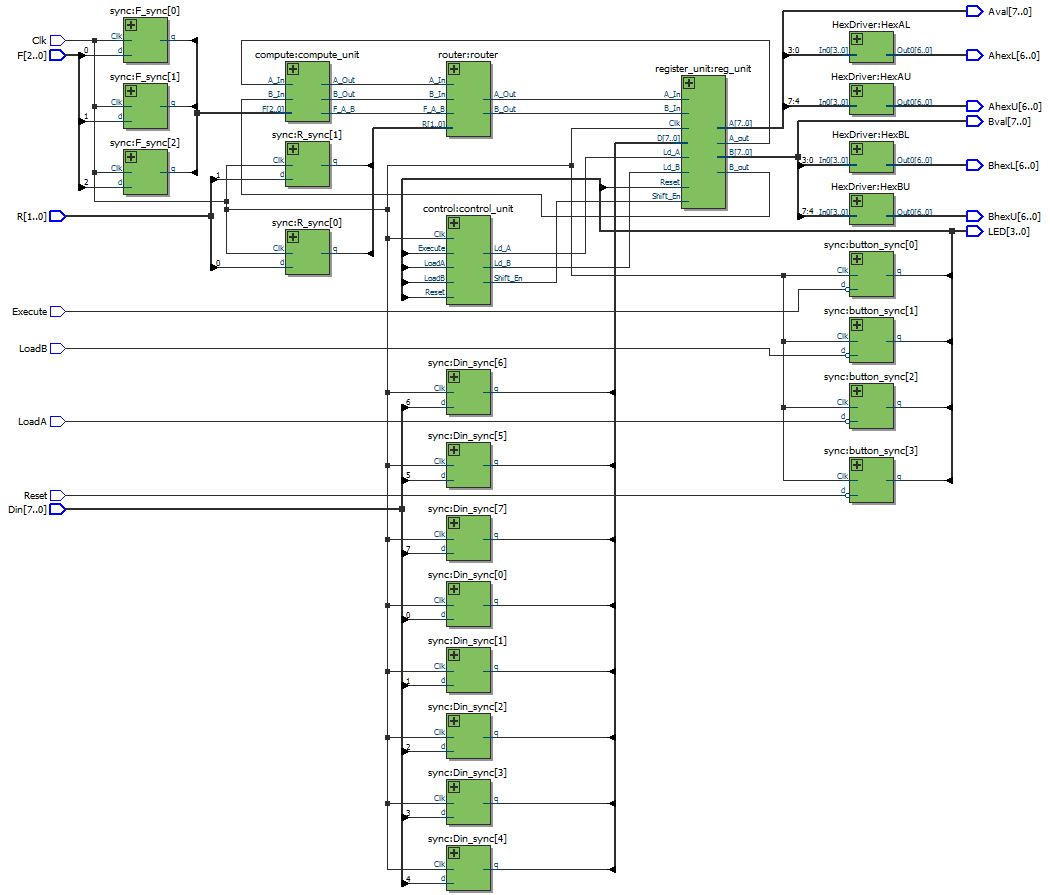 sync:F_sync[0]
Clk
F[2..0]
0
Clk
d
q
sync:F_sync[1]
1
Clk
d
q
sync:F_sync[2]
2
Clk
d
q
R[1..0]
compute:compute_unit
A_In
B_In
F[2..0]
A_Out
B_Out
F_A_B
sync:R_sync[1]
1
Clk
d
q
sync:R_sync[0]
0
Clk
d
q
router:router
A_In
B_In
F_A_B
R[1..0]
A_Out
B_Out
control:control_unit
Clk
Execute
LoadA
LoadB
Reset
Ld_A
Ld_B
Shift_En
register_unit:reg_unit
A_In
B_In
Clk
D[7..0]
Ld_A
Ld_B
Reset
Shift_En
A[7..0]
A_out
B[7..0]
B_out
Aval[7..0]
HexDriver:HexAL
3:0
In0[3..0]
Out0[6..0]
AhexL[6..0]
HexDriver:HexAU
7:4
In0[3..0]
Out0[6..0]
AhexU[6..0]
Bval[7..0]
HexDriver:HexBL
3:0
In0[3..0]
Out0[6..0]
BhexL[6..0]
HexDriver:HexBU
7:4
In0[3..0]
Out0[6..0]
BhexU[6..0]
LED[3..0]
sync:button_sync[0]
Clk
d
q
Execute
sync:button_sync[1]
Clk
d
q
LoadB
sync:button_sync[2]
Clk
d
q
LoadA
sync:button_sync[3]
Clk
d
q
Reset
Din[7..0]
sync:Din_sync[6]
6
Clk
d
q
sync:Din_sync[5]
5
Clk
d
q
sync:Din_sync[7]
7
Clk
d
q
sync:Din_sync[0]
0
Clk
d
q
sync:Din_sync[1]
1
Clk
d
q
sync:Din_sync[2]
2
Clk
d
q
sync:Din_sync[3]
3
Clk
d
q
sync:Din_sync[4]
4
Clk
d
q